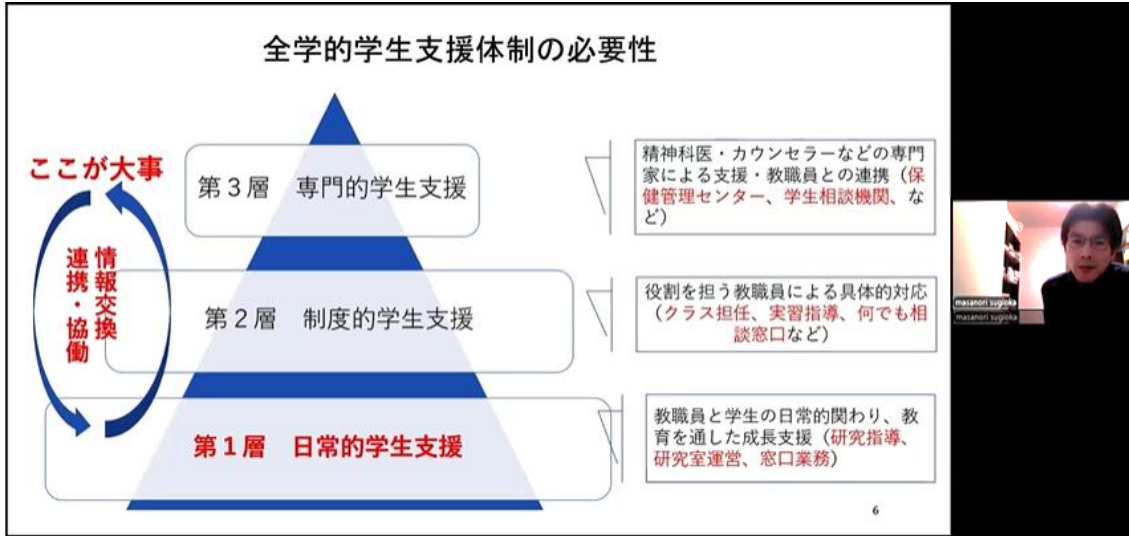 全学的学生支援体制の必要性
ここが大事
情報交換
連携・協働
第３層　専門的学生支援
精神科医・カウンセラーなどの専門
家による支援・教職員との連携（保
健管理センター、学生相談機関、な
ど）
第２層　制度的学生支援
役割を担う教職員による具体的対応
（クラス担任、実習指導、何でも相
談窓口など）
第１層　日常的学生支援
教職員と学生の日常的関わり、教
育を通した成長支援（研究指導、
研究室運営、窓口業務）
6
masanori sugioka
masanori sugioka